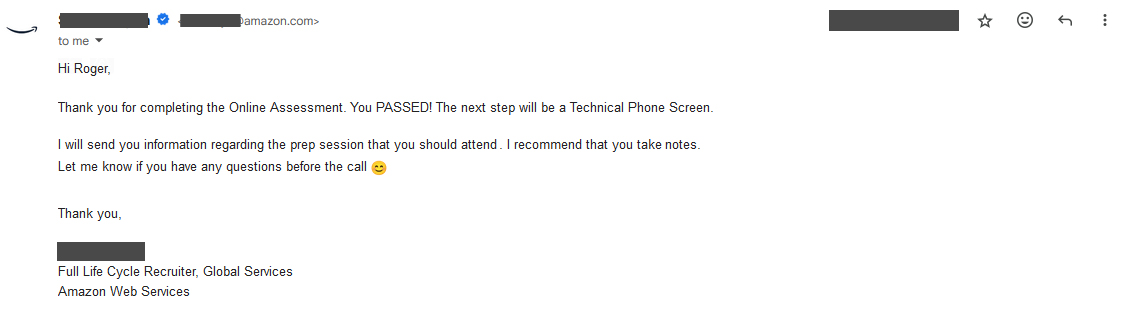 @amazon.com>
to me
Hi Roger,
Thank you for completing the Online Assessment. You PASSED! The next step will be a Technical Phone Screen.
I will send you information regarding the prep session that you should attend. I recommend that you take notes.
Let me know if you have any questions before the call 😊
Thank you,
Full Life Cycle Recruiter, Global Services
Amazon Web Services